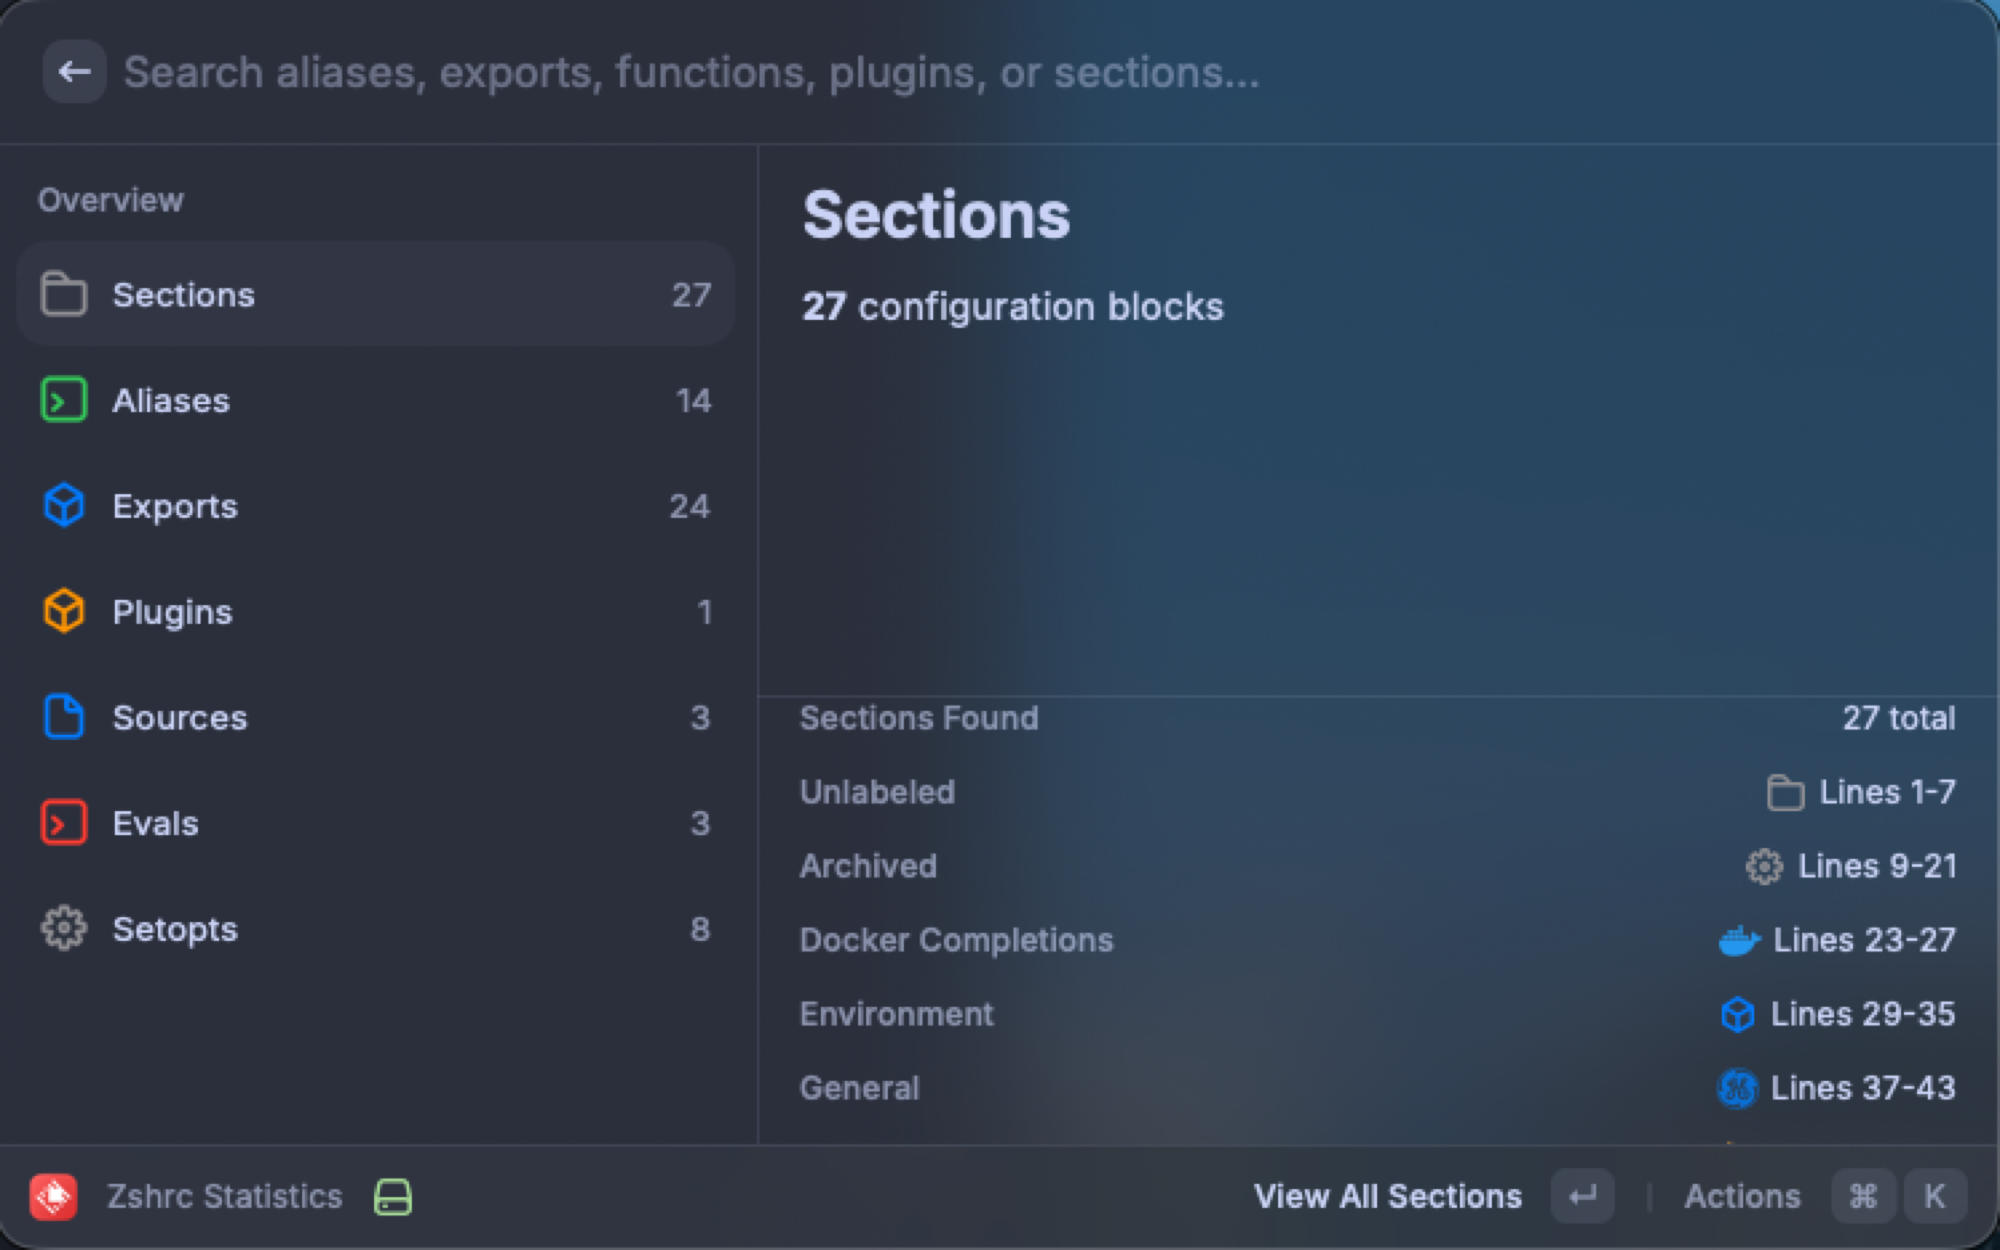 Search aliases, exports, functions, plugins, or sections...
Overview
Sections 27
Aliases 14
Exports 24
Plugins 1
Sources 3
Evals 3
Setopts 8
Sections
27 configuration blocks
Sections Found 27 total
Unlabeled Lines 1-7
Archived Lines 9-21
Docker Completions Lines 23-27
Environment Lines 29-35
General Lines 37-43
Zshrc Statistics
View All Sections ↵ | Actions ⌘ K